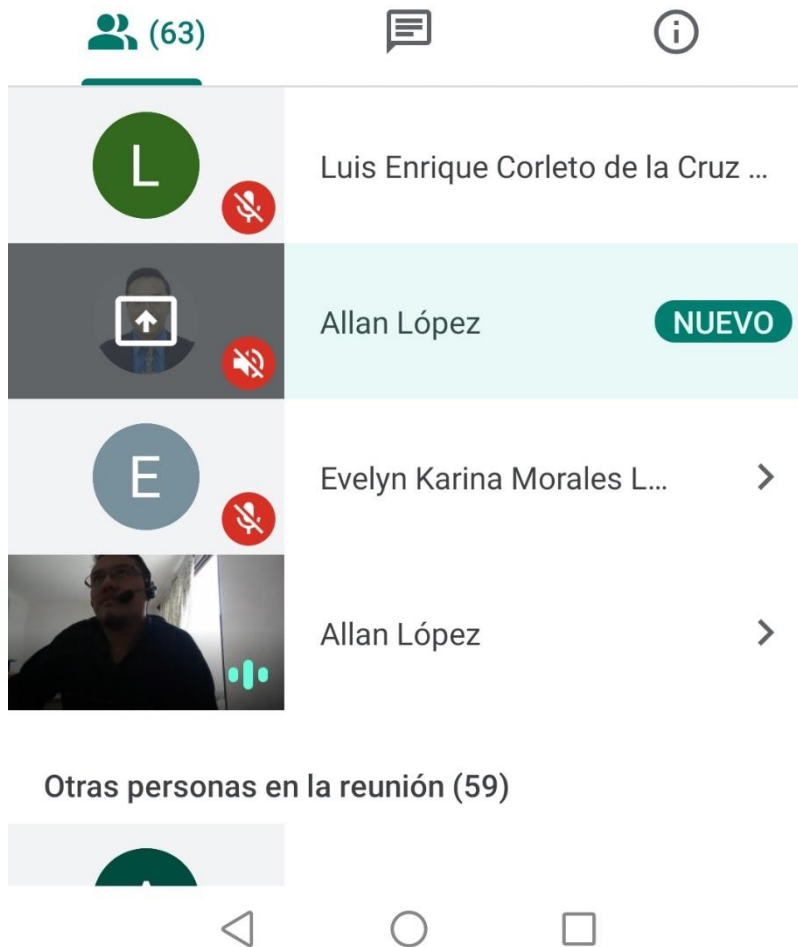 (63)
L
Luis Enrique Corleto de la Cruz ...
Allan López
NUEVO
E
Evelyn Karina Morales L...
Allan López
Otras personas en la reunión (59)